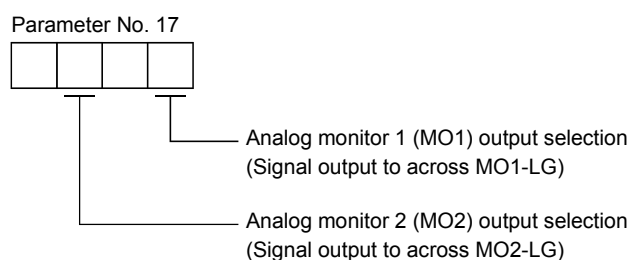 Parameter No. 17
Analog monitor 1 (MO1) output selection
(Signal output to across MO1-LG)
Analog monitor 2 (MO2) output selection
(Signal output to across MO2-LG)